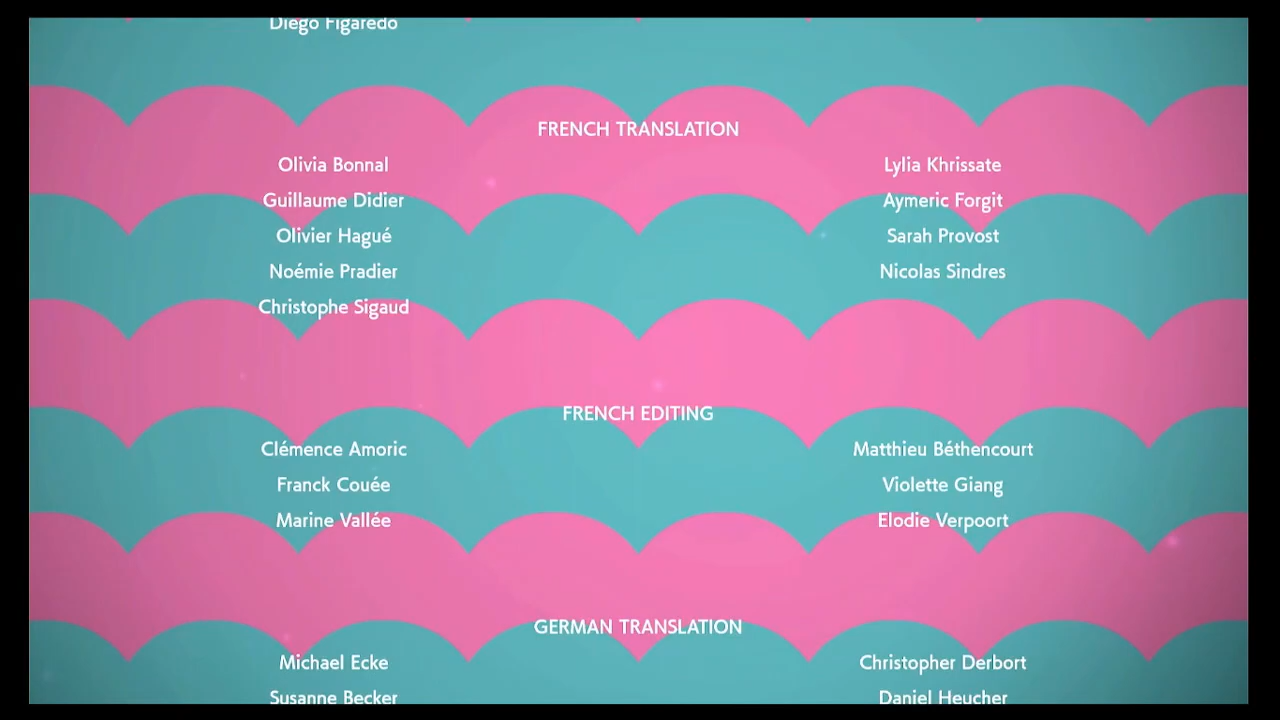 Diego Figaredo
FRENCH TRANSLATION
Olivia Bonnal
Lylia Khrissate
Guillaume Didier
Aymeric Forgit
Olivier Hagué
Sarah Provost
Noémie Pradier
Nicolas Sindres
Christophe Sigaud
FRENCH EDITING
Clémence Amoric
Matthieu Béthencourt
Franck Couée
Violette Giang
Marine Vallée
Elodie Verpoort
GERMAN TRANSLATION
Michael Ecke
Christopher Derbort
Susanne Becker
Daniel Heucher